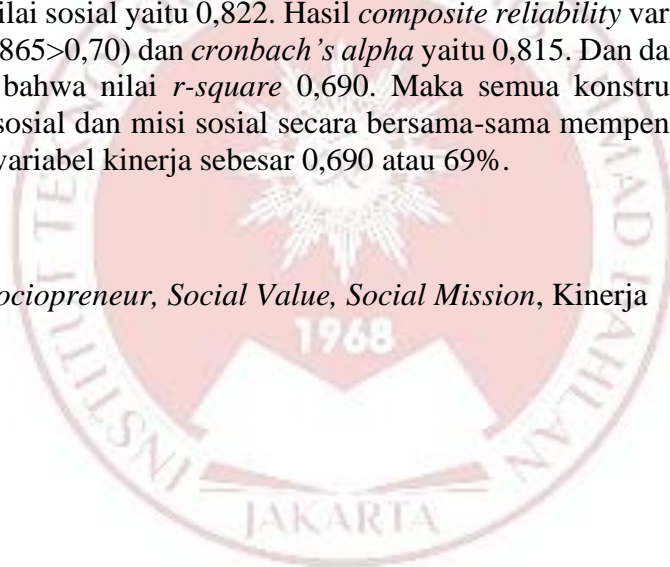 ilai sosial yaitu 0,822. Hasil composite reliability var
865>0,70) dan cronbach's alpha yaitu 0,815. Dan da
bahwa nilai r-square 0,690. Maka semua konstru
sosial dan misi sosial secara bersama-sama mempen
variabel kinerja sebesar 0,690 atau 69%.
ociopreneur, Social Value, Social Mission, Kinerja
1968
JAKARTA